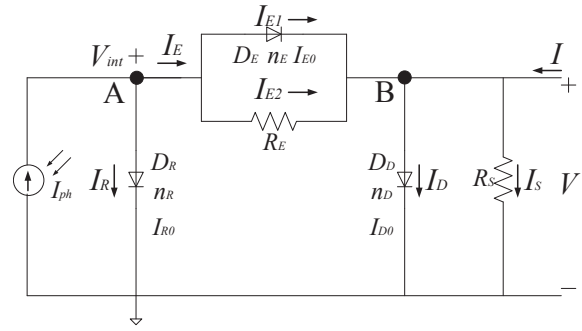 I_E1
V_int + I_E D_E n_E I_E0 I
A I_E2 B +
R_E
D_R D_D
I_ph I_R n_R n_D I_D R_S I_S V
I_R0 I_D0
−